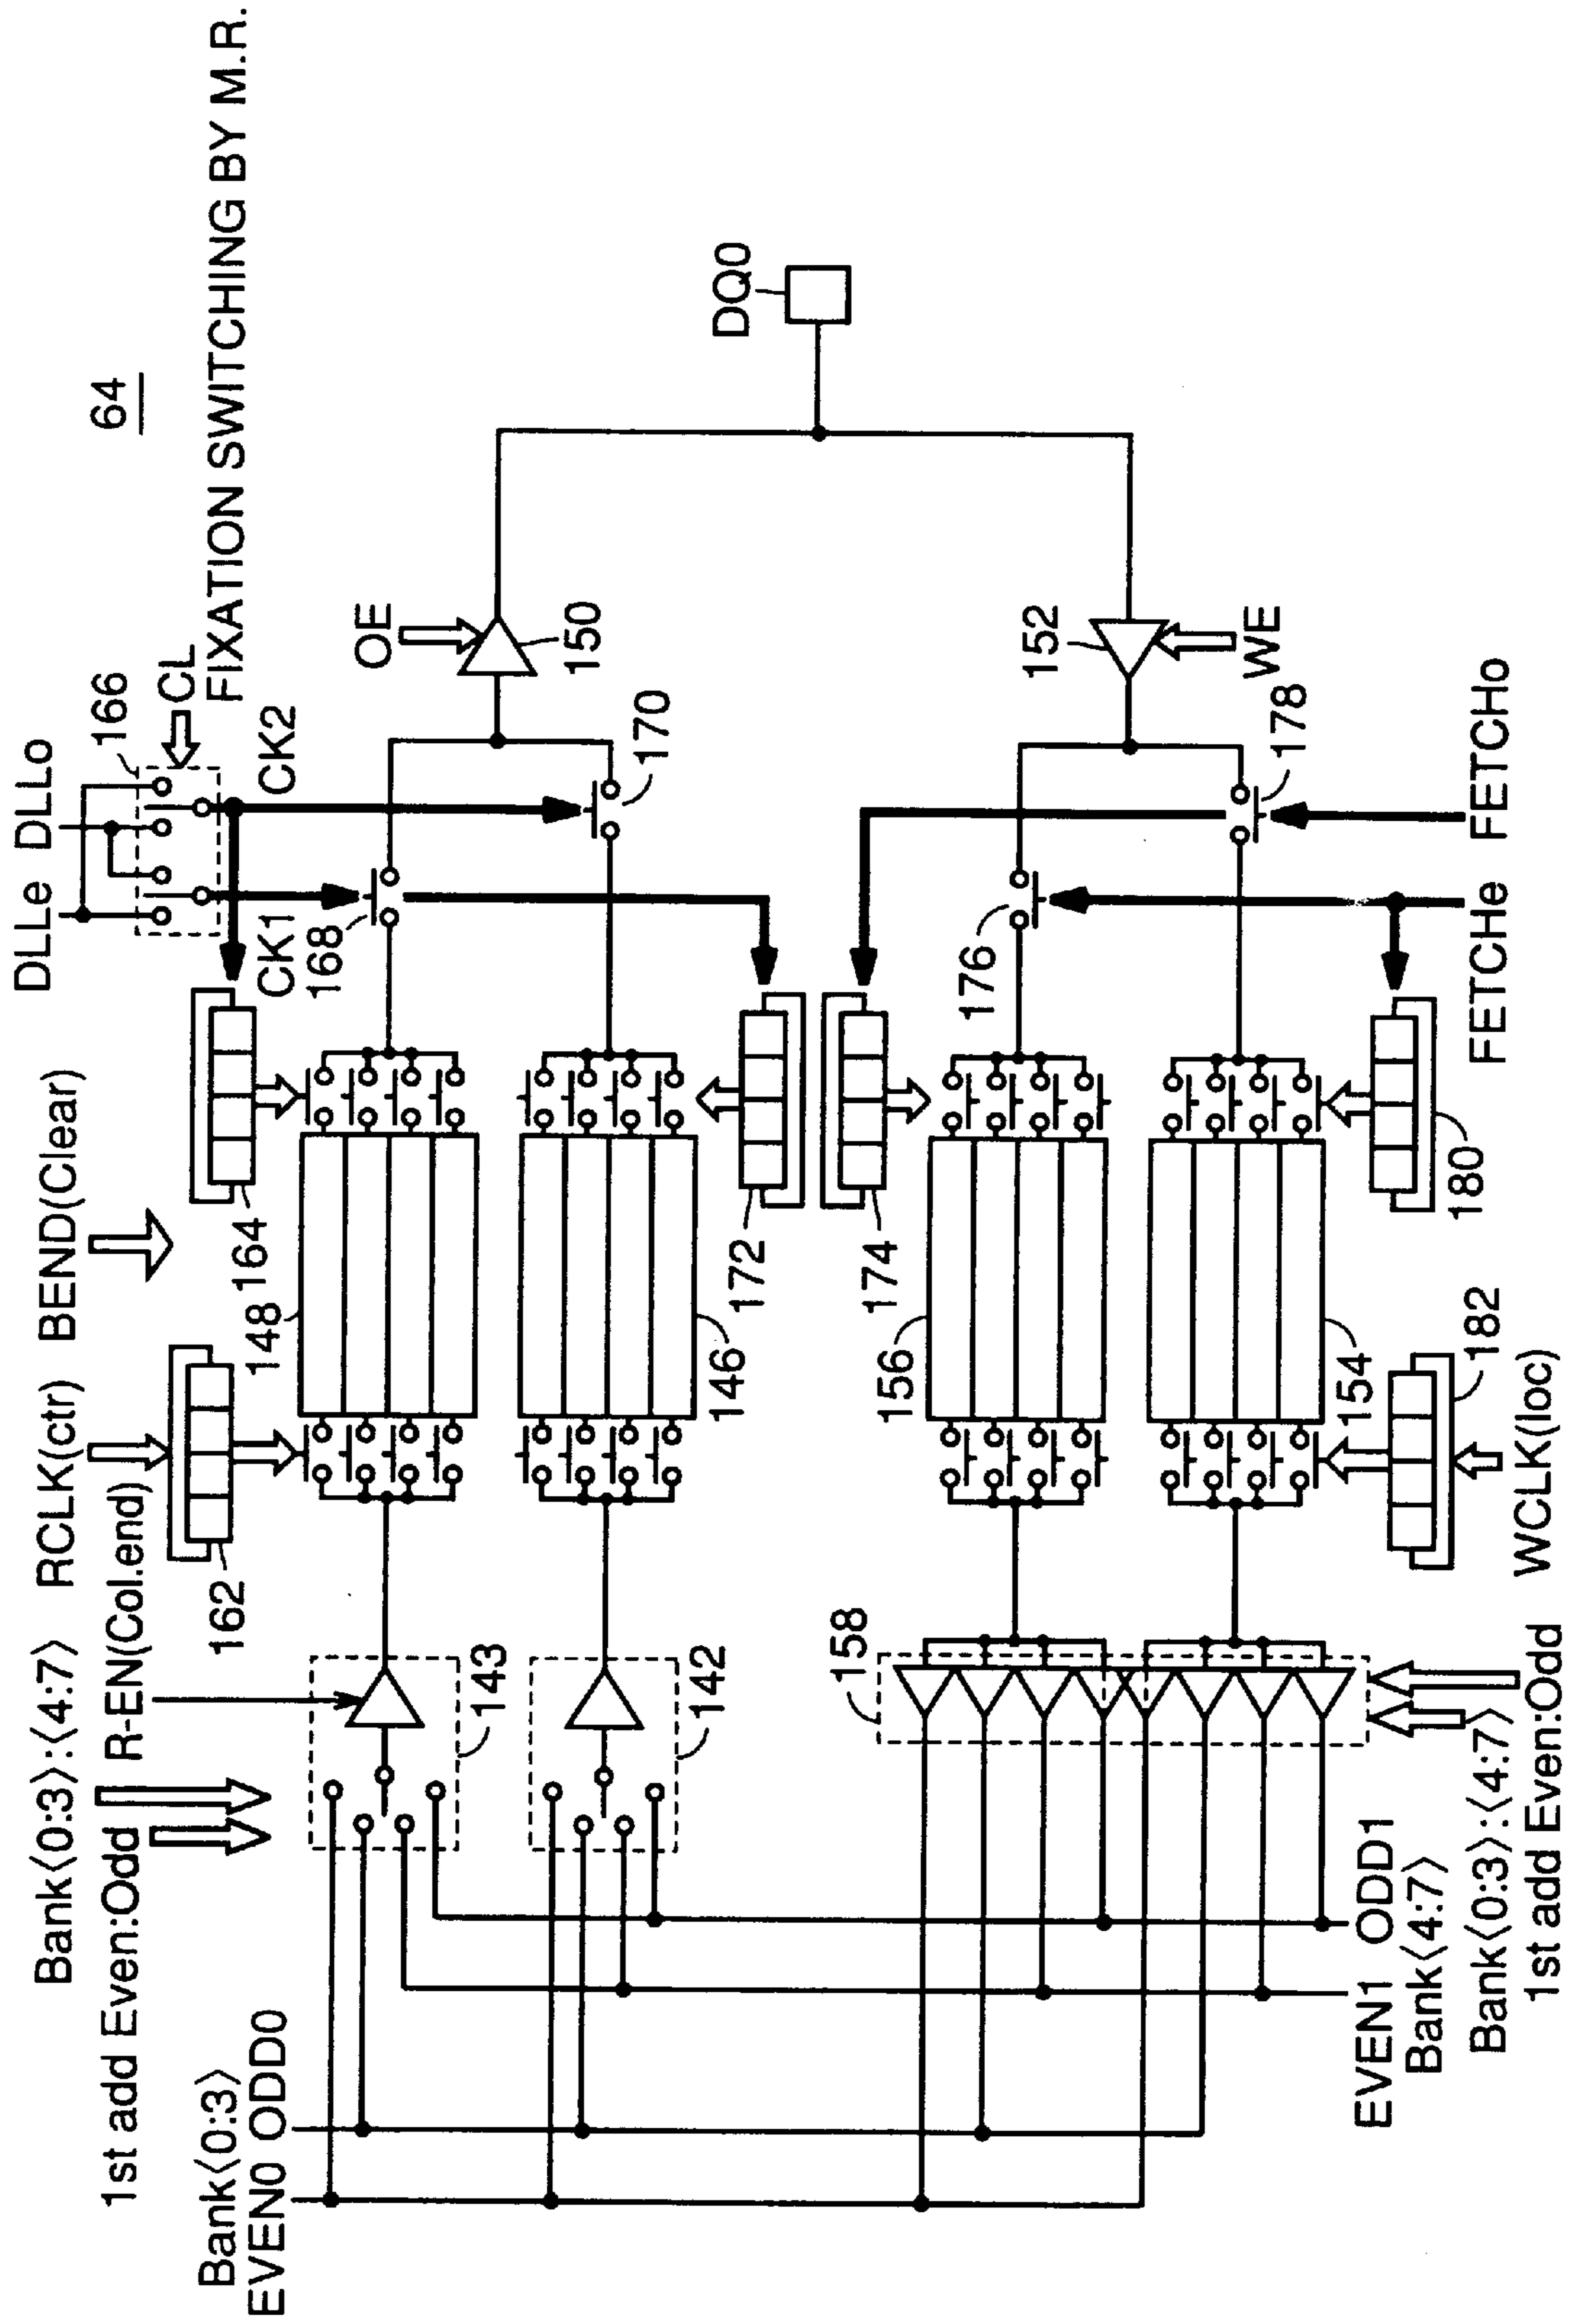 64
FIXATION SWITCHING BY M.R.
CL
166
DLLe DLLo
CK1
CK2
168
170
OE
150
DQ0
152
WE
178
176
FETCHe FETCHo
BEND(Clear)
RCLK(ctr)
R-EN(Col.end)
Bank⟨0:3⟩:⟨4:7⟩
1st add Even:Odd
Bank⟨0:3⟩
EVEN0 ODD0
162
164
148
146
172
174
156
154
180
182
WCLK(loc)
143
142
158
EVEN1 ODD1
Bank⟨4:7⟩
Bank⟨0:3⟩:⟨4:7⟩
1st add Even:Odd